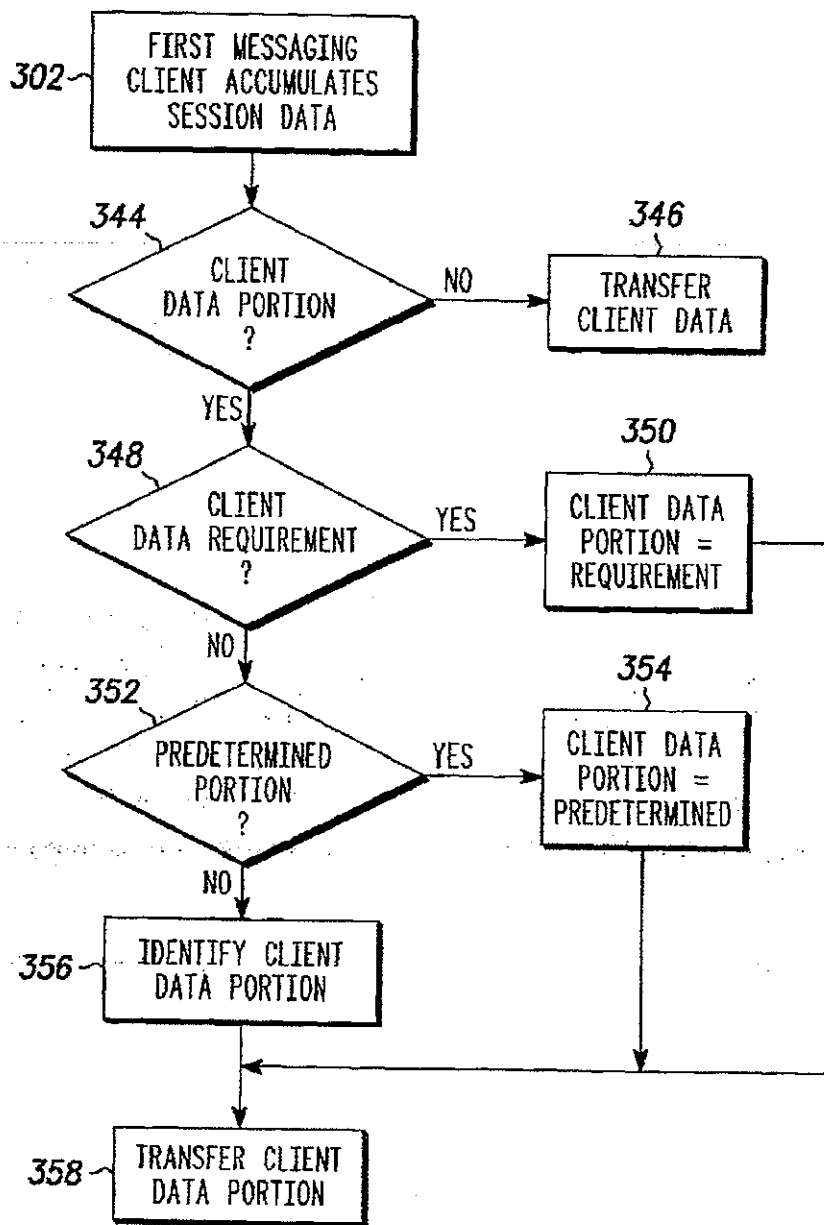 FIRST MESSAGING
CLIENT ACCUMULATES
SESSION DATA
302
344
CLIENT
DATA PORTION
?
NO
346
TRANSFER
CLIENT DATA
YES
348
CLIENT
DATA REQUIREMENT
?
YES
350
CLIENT DATA
PORTION =
REQUIREMENT
NO
352
PREDETERMINED
PORTION
?
YES
354
CLIENT DATA
PORTION =
PREDETERMINED
NO
356
IDENTIFY CLIENT
DATA PORTION
358
TRANSFER CLIENT
DATA PORTION